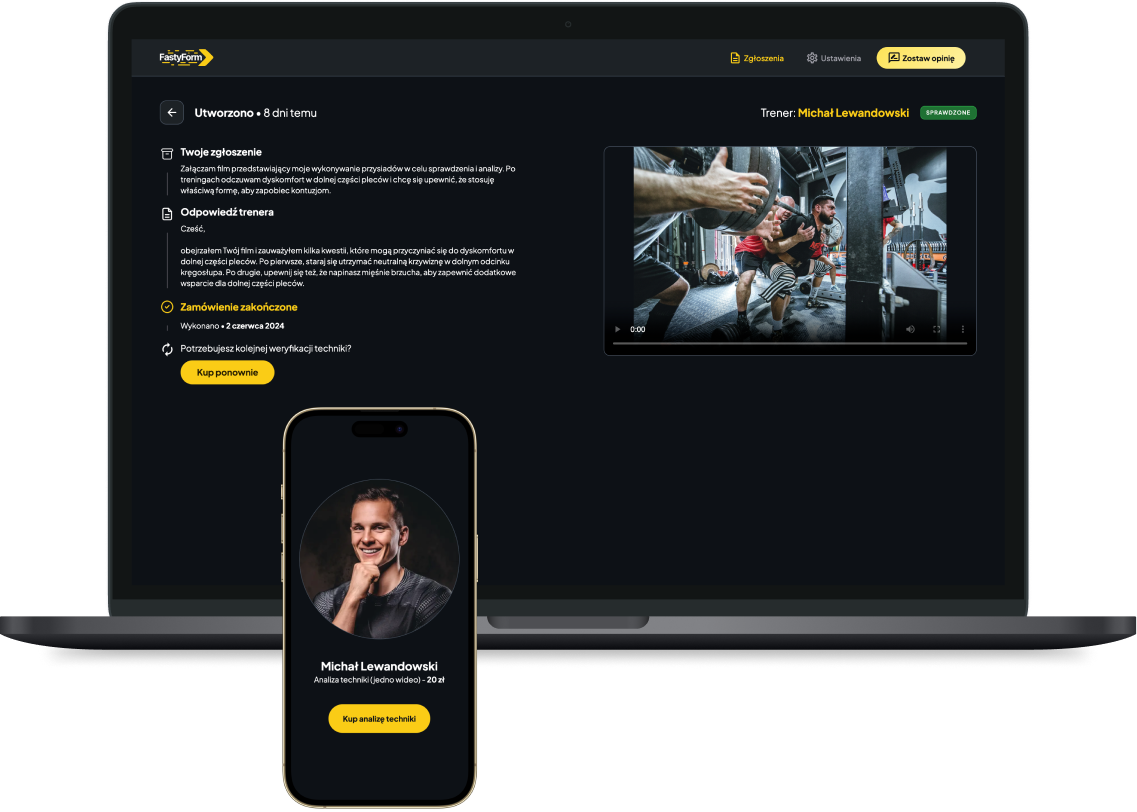 FastyForm
Zgłoszenia
Ustawienia
Zostaw opinię
Utworzono • 8 dni temu
Trener: Michał Lewandowski
SPRAWDZONE
Twoje zgłoszenie
Załączam film przedstawiający moje wykonywanie przysiadów w celu sprawdzenia i analizy. Po
treningach odczuwam dyskomfort w dolnej części pleców i chcę się upewnić, że stosuję
właściwą formę, aby zapobiec kontuzjom.
Odpowiedź trenera
Cześć,
obejrzałem Twój film i zauważyłem kilka kwestii, które mogą przyczyniać się do dyskomfortu w
dolnej części pleców. Po pierwsze, staraj się utrzymać neutralną krzywiznę w dolnym odcinku
kręgosłupa. Po drugie, upewnij się też, że napinasz mięśnie brzucha, aby zapewnić dodatkowe
wsparcie dla dolnej części pleców.
Zamówienie zakończone
Wykonano • 2 czerwca 2024
Potrzebujesz kolejnej weryfikacji techniki?
Kup ponownie
0:00
Michał Lewandowski
Analiza techniki (jedno wideo) - 20 zł
Kup analizę techniki